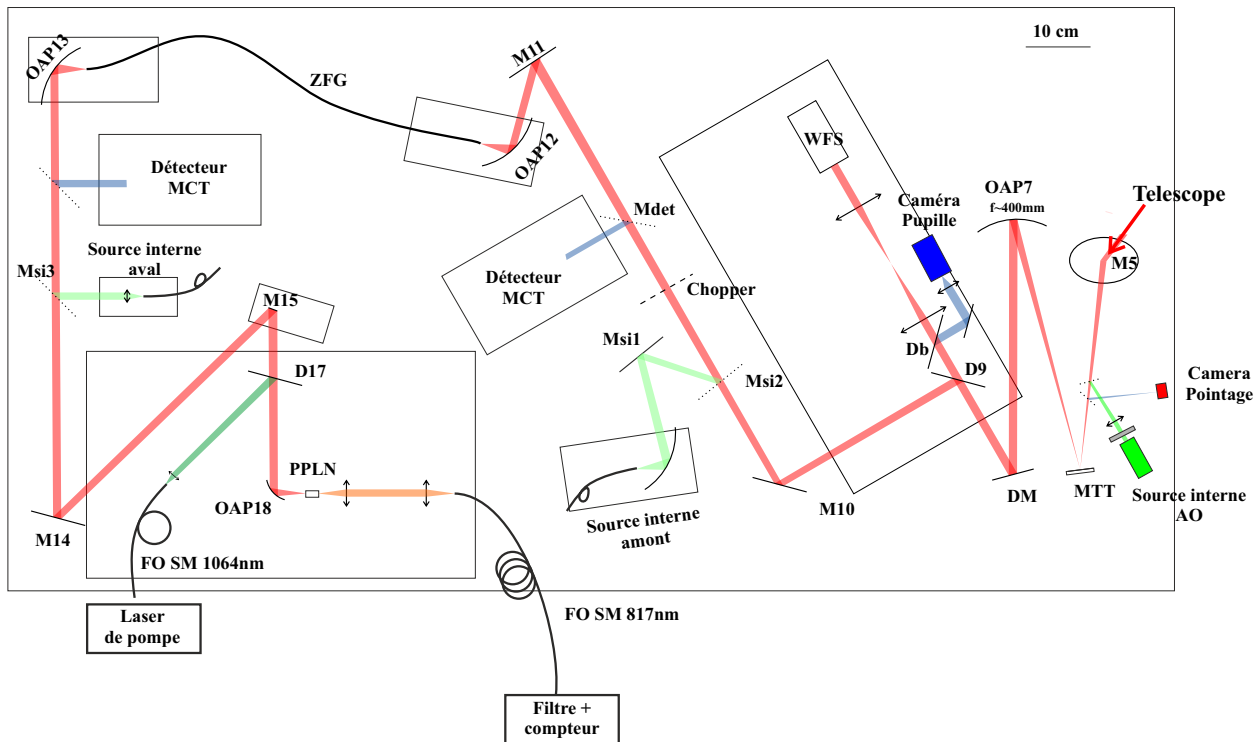 OAP13
ZFG
M11
10 cm
OAP12
WFS
Détecteur
MCT
OAP7
f~400mm
Telescope
Caméra
Pupille
M5
Mdet
Source interne
aval
Msi3
Détecteur
MCT
Chopper
M15
Msi1
Db
D9
D17
Msi2
Camera
Pointage
PPLN
OAP18
M10
DM
MTT
Source interne
AO
Source interne
amont
M14
FO SM 1064nm
Laser
de pompe
FO SM 817nm
Filtre +
compteur